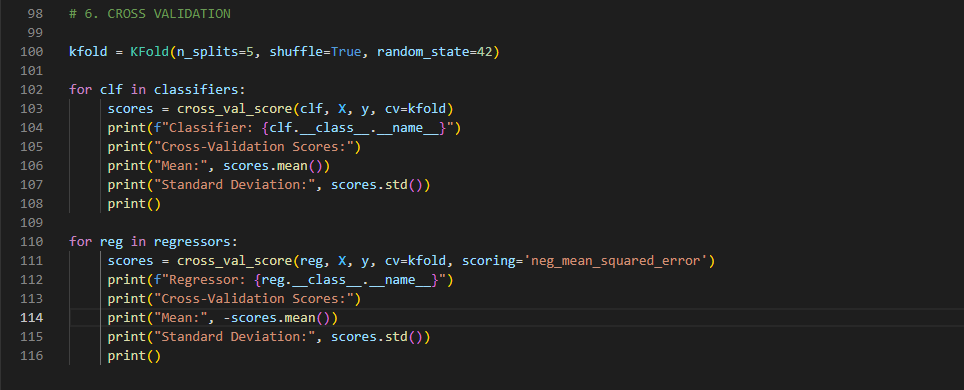 98 # 6. CROSS VALIDATION
99
100 kfold = KFold(n_splits=5, shuffle=True, random_state=42)
101
102 for clf in classifiers:
103     scores = cross_val_score(clf, X, y, cv=kfold)
104     print(f"Classifier: {clf.__class__.__name__}")
105     print("Cross-Validation Scores:")
106     print("Mean:", scores.mean())
107     print("Standard Deviation:", scores.std())
108     print()
109
110 for reg in regressors:
111     scores = cross_val_score(reg, X, y, cv=kfold, scoring='neg_mean_squared_error')
112     print(f"Regressor: {reg.__class__.__name__}")
113     print("Cross-Validation Scores:")
114     print("Mean:", -scores.mean())
115     print("Standard Deviation:", scores.std())
116     print()